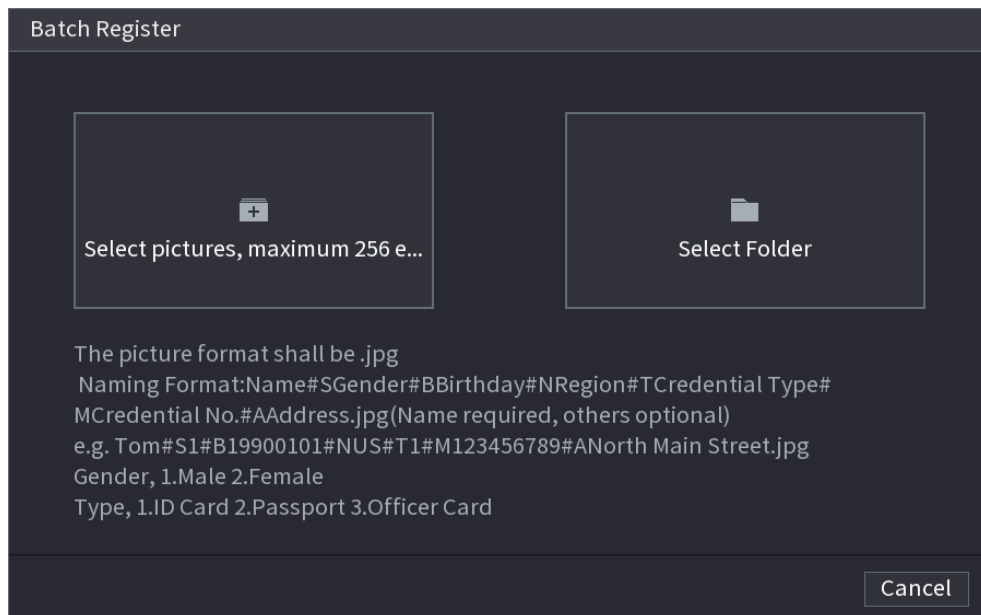 Batch Register
Select pictures, maximum 256 e...
Select Folder
The picture format shall be .jpg
Naming Format:Name#SGender#BBirthday#NRegion#TCredential Type#
MCredential No.#AAddress.jpg(Name required, others optional)
e.g. Tom#S1#B19900101#NUS#T1#M123456789#ANorth Main Street.jpg
Gender, 1.Male 2.Female
Type, 1.ID Card 2.Passport 3.Officer Card
Cancel